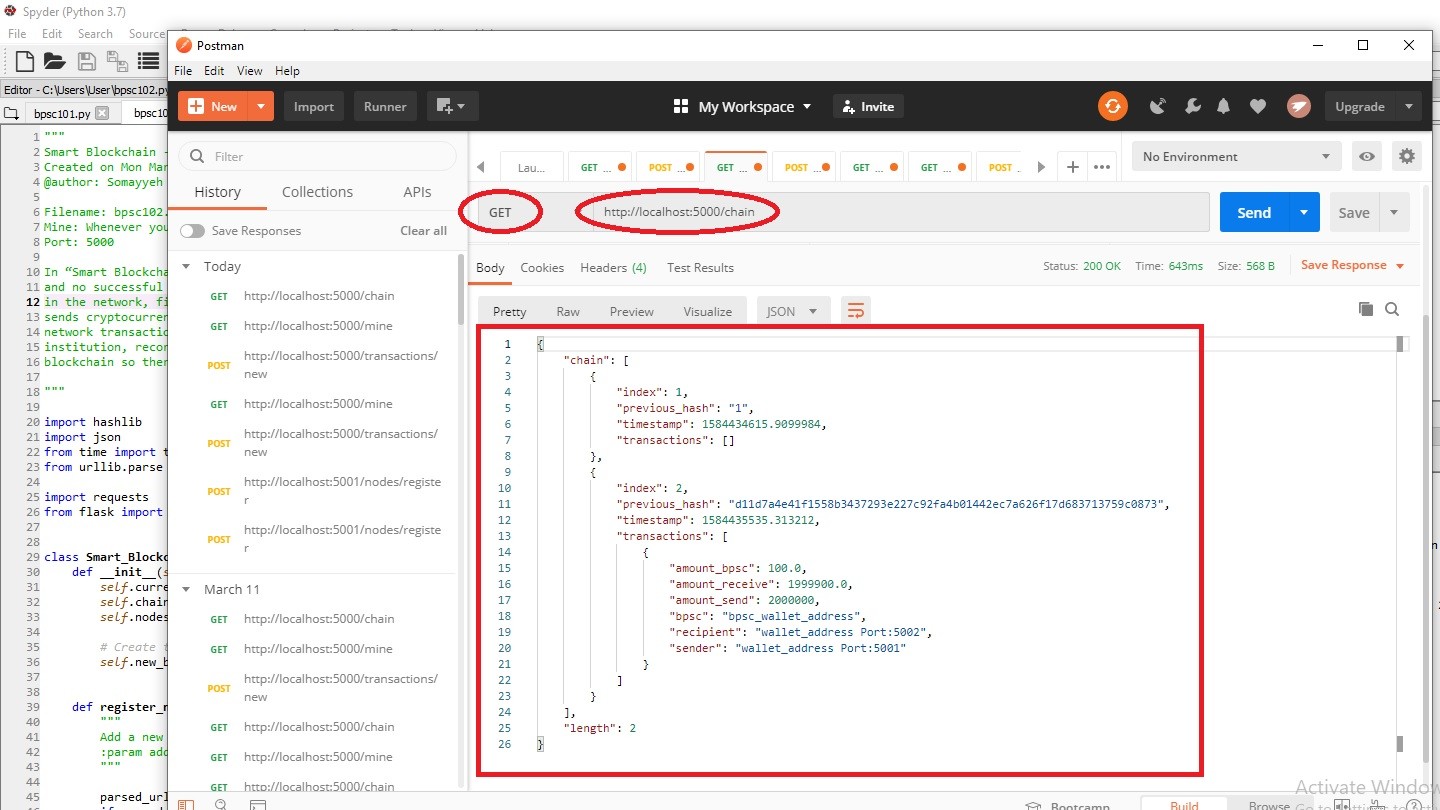 Spyder (Python 3.7)
File Edit Search Source
Editor - C:\Users\User\bpsc102.py
bpsc101.py
1 """
2 Smart Blockchain -
3 Created on Mon Mar
4 @author: Somayyeh
5
6 Filename: bpsc102.
7 Mine: Whenever you
8 Port: 5000
9
10 In “Smart Blockcha
11 and no successful
12 in the network, fi
13 sends cryptocurren
14 network transactio
15 institution, recor
16 blockchain so ther
17
18 """
19
20 import hashlib
21 import json
22 from time import t
23 from urllib.parse
24
25 import requests
26 from flask import
27
28
29 class Smart_Blockc
30 def __init__(s
31 self.curre
32 self.chain
33 self.nodes
34
35 # Create t
36 self.new_b
37
38
39 def register_n
40 """
41 Add a new
42 :param add
43 """
44
45 parsed_url
46
Postman
File Edit View Help
New Import Runner My Workspace Invite Upgrade
Filter
History Collections APIs
Save Responses Clear all
Today
GET http://localhost:5000/chain
GET http://localhost:5000/mine
POST http://localhost:5000/transactions/
new
GET http://localhost:5000/mine
POST http://localhost:5000/transactions/
new
POST http://localhost:5001/nodes/registe
r
POST http://localhost:5001/nodes/registe
r
March 11
GET http://localhost:5000/chain
GET http://localhost:5000/mine
POST http://localhost:5000/transactions/
new
GET http://localhost:5000/chain
GET http://localhost:5000/mine
GET http://localhost:5000/chain
Lau... GET ... POST ... GET ... POST ... GET ... GET ... POST . + ••• No Environment
GET http://localhost:5000/chain Send Save
Body Cookies Headers (4) Test Results Status: 200 OK Time: 643ms Size: 568 B Save Response
Pretty Raw Preview Visualize JSON
1 {
2 "chain": [
3 {
4 "index": 1,
5 "previous_hash": "1",
6 "timestamp": 1584434615.9099984,
7 "transactions": []
8 },
9 {
10 "index": 2,
11 "previous_hash": "d11d7a4e41f1558b3437293e227c92fa4b01442ec7a626f17d683713759c0873",
12 "timestamp": 1584435535.313212,
13 "transactions": [
14 {
15 "amount_bpsc": 100.0,
16 "amount_receive": 1999900.0,
17 "amount_send": 2000000,
18 "bpsc": "bpsc_wallet_address",
19 "recipient": "wallet_address Port:5002",
20 "sender": "wallet_address Port:5001"
21 }
22 ]
23 }
24 ],
25 "length": 2
26 }
Activate Window
Bootcamp Build Browse